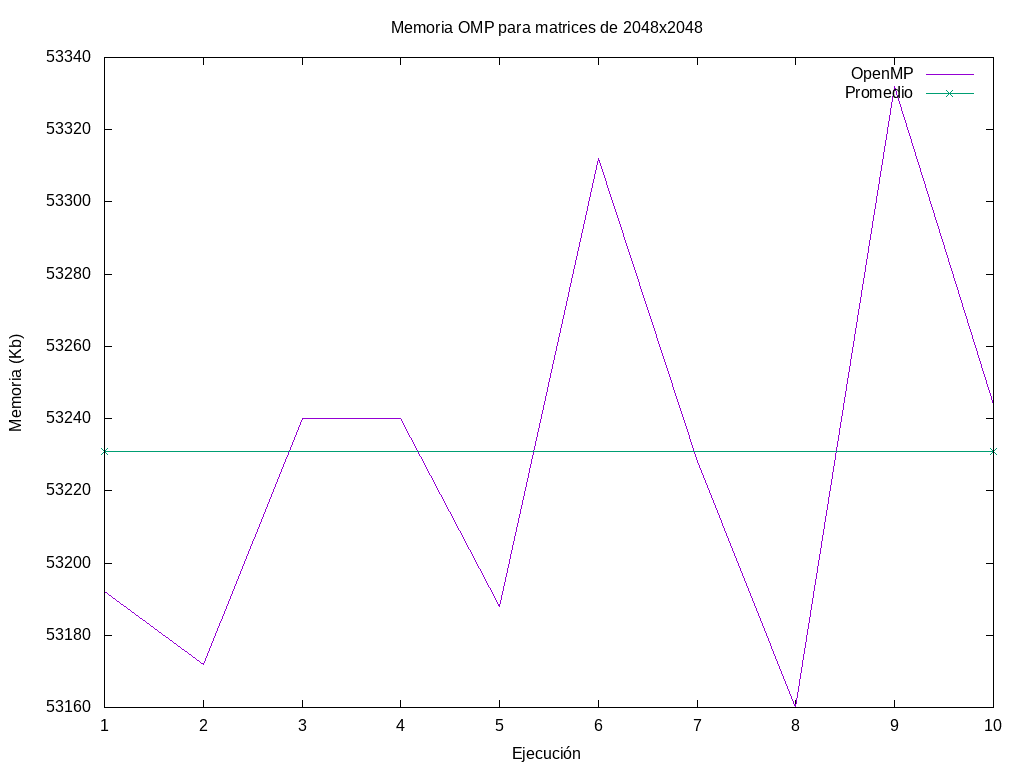 Memoria OMP para matrices de 2048x2048
53340
53320
53300
53280
53260
53240
53220
53200
53180
53160
Memoria (Kb)
OpenMP
Promedio
1 2 3 4 5 6 7 8 9 10
Ejecución